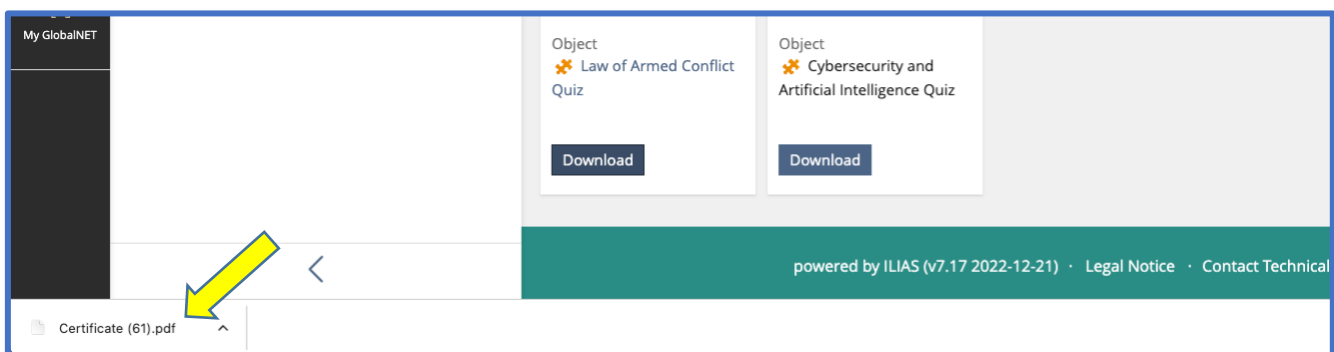 My GlobalNET
Object
Law of Armed Conflict
Quiz
Download
Object
Cybersecurity and
Artificial Intelligence Quiz
Download
powered by ILIAS (v7.17 2022-12-21) · Legal Notice · Contact Technical
Certificate (61).pdf